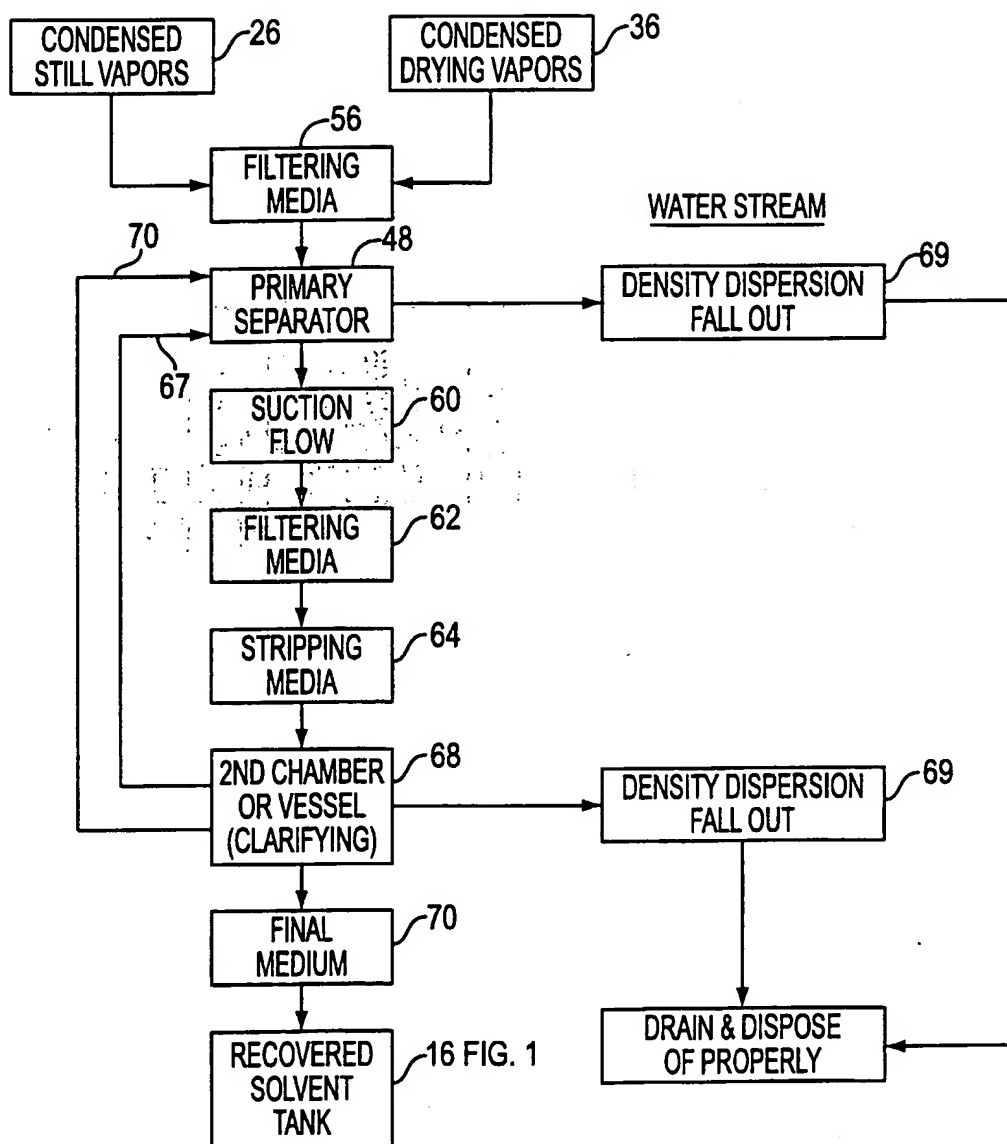 CONDENSED
STILL VAPORS
26
CONDENSED
DRYING VAPORS
36
56
FILTERING
MEDIA
WATER STREAM
70
48
PRIMARY
SEPARATOR
69
DENSITY DISPERSION
FALL OUT
67
SUCTION
FLOW
60
FILTERING
MEDIA
62
STRIPPING
MEDIA
64
2ND CHAMBER
OR VESSEL
(CLARIFYING)
68
DENSITY DISPERSION
FALL OUT
69
FINAL
MEDIUM
70
RECOVERED
SOLVENT
TANK
16 FIG. 1
DRAIN & DISPOSE
OF PROPERLY